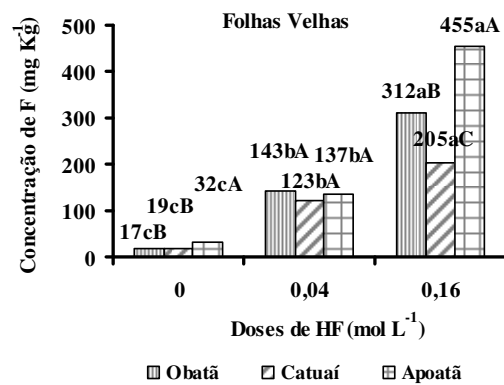 Folhas Velhas
Concentração de F (mg Kg-1)
500
400
300
200
100
0
17cB
19cB
32cA
143bA
123bA
137bA
312aB
205aC
455aA
0
0,04
0,16
Doses de HF (mol L-1)
Obatã
Catuaí
Apoatã